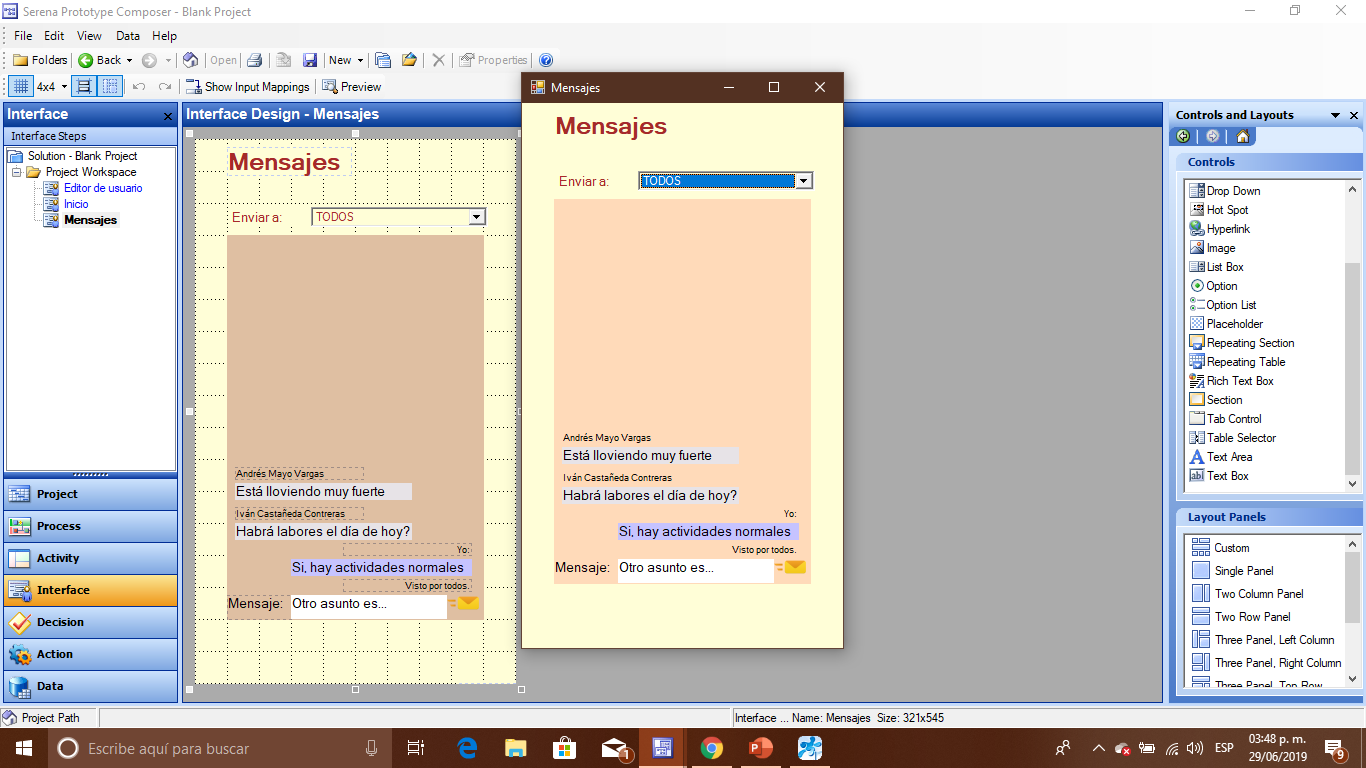 Serena Prototype Composer - Blank Project
File Edit View Data Help
Folders Back Open New Properties
4x4 Show Input Mappings Preview
Interface
Interface Steps
Solution - Blank Project
Project Workspace
Editor de usuario
Inicio
Mensajes
Project
Process
Activity
Interface
Decision
Action
Data
Interface Design - Mensajes
Mensajes
Enviar a: TODOS
Andrés Mayo Vargas
Está lloviendo muy fuerte
Iván Castañeda Contreras
Habrá labores el día de hoy?
Yo:
Si, hay actividades normales
Visto por todos.
Mensaje: Otro asunto es...
Mensajes
Mensajes
Enviar a: TODOS
Andrés Mayo Vargas
Está lloviendo muy fuerte
Iván Castañeda Contreras
Habrá labores el día de hoy?
Yo:
Si, hay actividades normales
Visto por todos.
Mensaje: Otro asunto es...
Controls and Layouts
Controls
Drop Down
Hot Spot
Hyperlink
Image
List Box
Option
Option List
Placeholder
Repeating Section
Repeating Table
Rich Text Box
Section
Tab Control
Table Selector
Text Area
Text Box
Layout Panels
Custom
Single Panel
Two Column Panel
Two Row Panel
Three Panel, Left Column
Three Panel, Right Column
Three Panel, Top Row
Project Path
Interface ... Name: Mensajes Size: 321x545
Escribe aquí para buscar
1
ESP
03:48 p. m.
29/06/2019
9